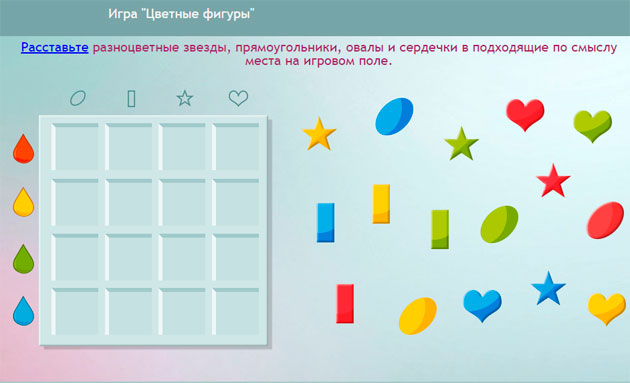 Игра "Цветные фигуры"
Расставьте разноцветные звезды, прямоугольники, овалы и сердечки в подходящие по смыслу
места на игровом поле.